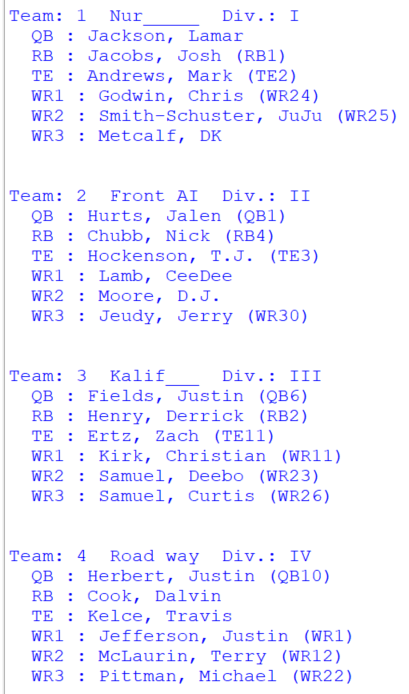 Team: 1 Nur_____ Div.: I
QB : Jackson, Lamar
RB : Jacobs, Josh (RB1)
TE : Andrews, Mark (TE2)
WR1 : Godwin, Chris (WR24)
WR2 : Smith-Schuster, JuJu (WR25)
WR3 : Metcalf, DK
Team: 2 Front AI Div.: II
QB : Hurts, Jalen (QB1)
RB : Chubb, Nick (RB4)
TE : Hockenson, T.J. (TE3)
WR1 : Lamb, CeeDee
WR2 : Moore, D.J.
WR3 : Jeudy, Jerry (WR30)
Team: 3 Kalif___ Div.: III
QB : Fields, Justin (QB6)
RB : Henry, Derrick (RB2)
TE : Ertz, Zach (TE11)
WR1 : Kirk, Christian (WR11)
WR2 : Samuel, Deebo (WR23)
WR3 : Samuel, Curtis (WR26)
Team: 4 Road way Div.: IV
QB : Herbert, Justin (QB10)
RB : Cook, Dalvin
TE : Kelce, Travis
WR1 : Jefferson, Justin (WR1)
WR2 : McLaurin, Terry (WR12)
WR3 : Pittman, Michael (WR22)